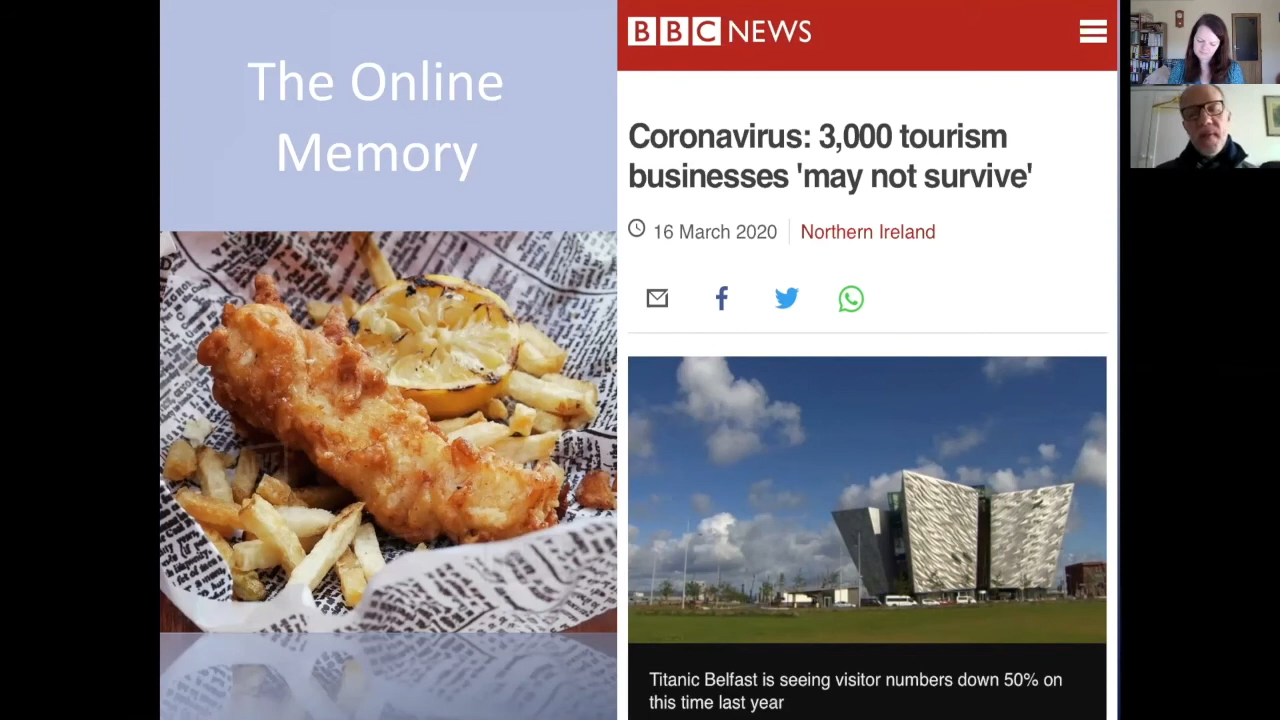 The Online
Memory
BBC NEWS
Coronavirus: 3,000 tourism
businesses 'may not survive'
16 March 2020
Northern Ireland
Titanic Belfast is seeing visitor numbers down 50% on
this time last year